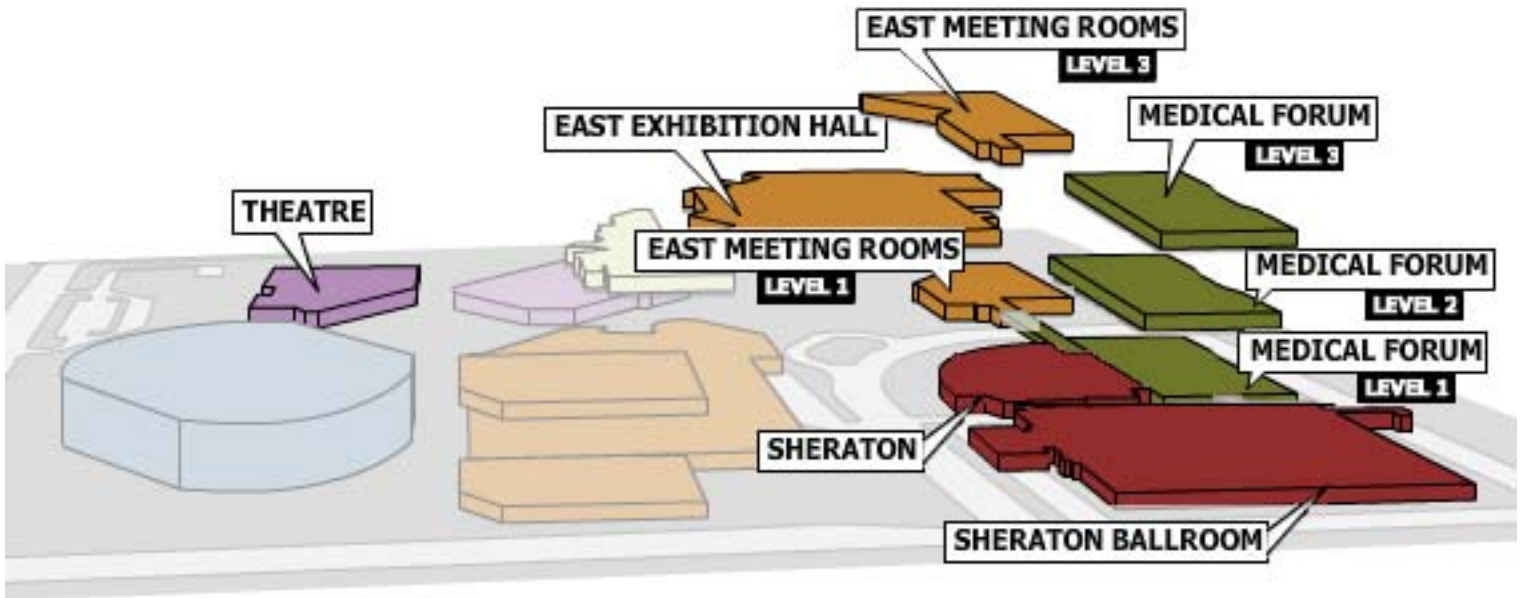 EAST MEETING ROOMS
LEVEL 3
EAST EXHIBITION HALL
MEDICAL FORUM
LEVEL 3
THEATRE
EAST MEETING ROOMS
LEVEL 1
MEDICAL FORUM
LEVEL 2
MEDICAL FORUM
LEVEL 1
SHERATON
SHERATON BALLROOM